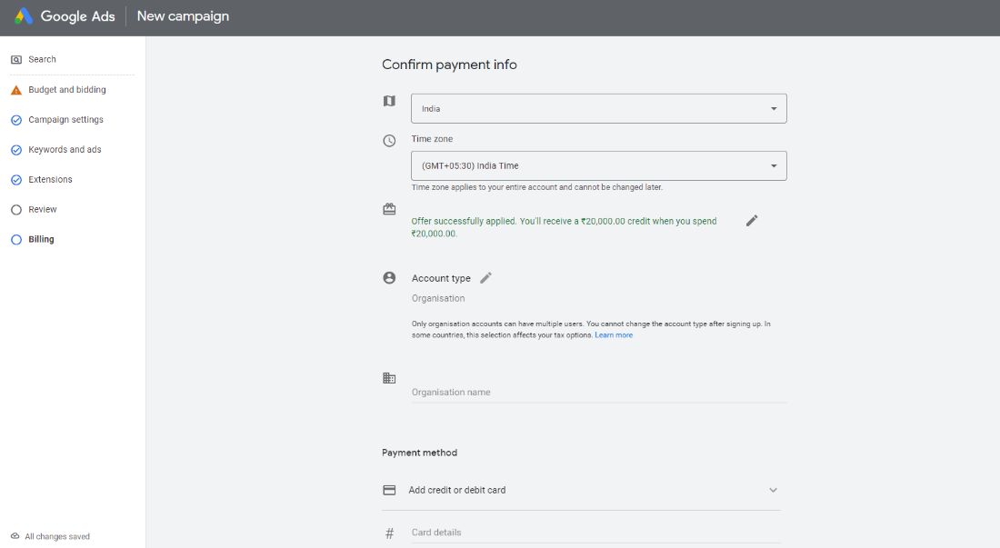 Google Ads
New campaign
Search
Budget and bidding
Campaign settings
Keywords and ads
Extensions
Review
Billing
All changes saved
Confirm payment info
India
Time zone
(GMT+05:30) India Time
Time zone applies to your entire account and cannot be changed later.
Offer successfully applied. You'll receive a ₹20,000.00 credit when you spend
₹20,000.00.
Account type
Organisation
Only organisation accounts can have multiple users. You cannot change the account type after signing up. In
some countries, this selection affects your tax options. Learn more
Organisation name
Payment method
Add credit or debit card
# Card details